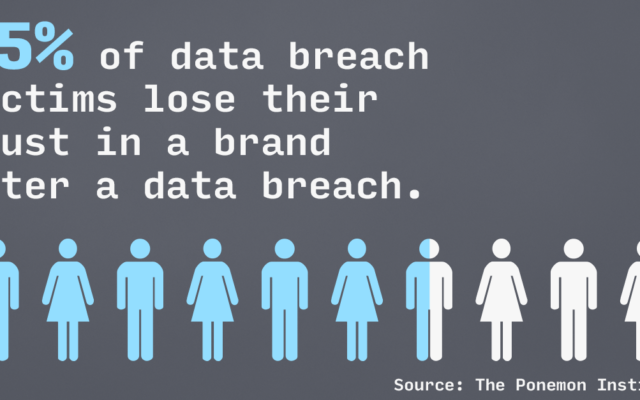 5% of data breach
ctims lose their
ust in a brand
ter a data breach.
Source: The Ponemon Insti